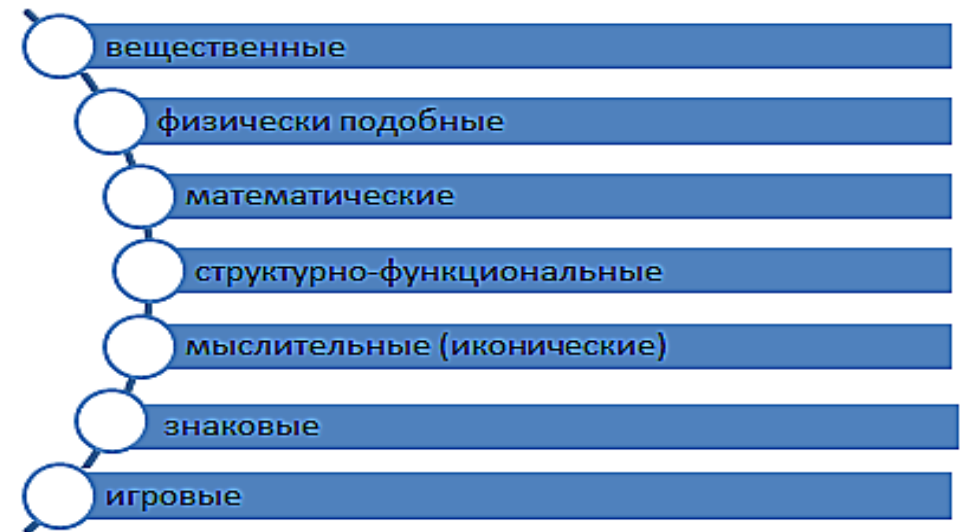 вещественные
физически подобные
математические
структурно-функциональные
мыслительные (иконические)
знаковые
игровые